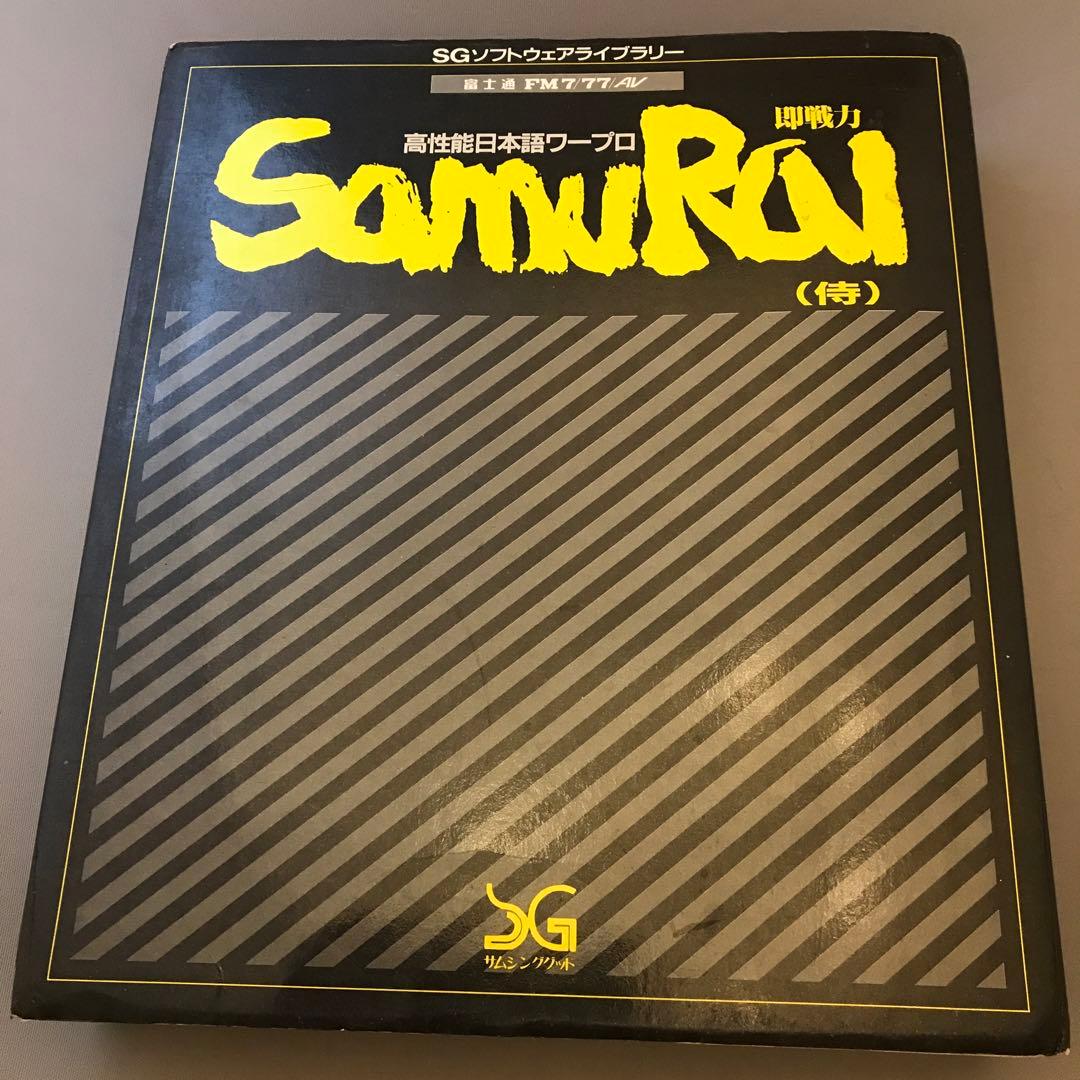 SGソフトウェアライブラリー
富士通 FM7/77/AV
即戦力
高性能日本語ワープロ
SamuRai
(侍)
SG
サムシンググット